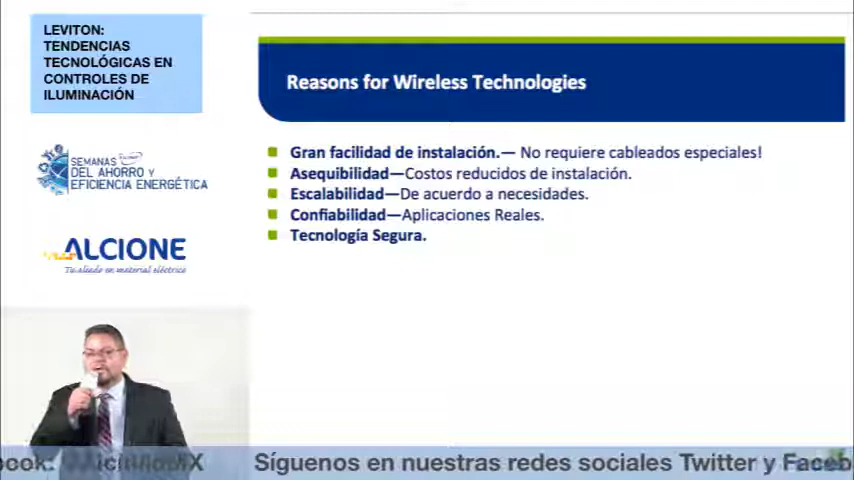 LEVITON:
TENDENCIAS
TECNOLÓGICAS EN
CONTROLES DE
ILUMINACIÓN
Reasons for Wireless Technologies
Gran facilidad de instalación.— No requiere cableados especiales!
Asequibilidad—Costos reducidos de instalación.
Escalabilidad—De acuerdo a necesidades.
Confiabilidad—Aplicaciones Reales.
Tecnología Segura.
SEMANAS
DEL AHORRO Y
EFICIENCIA ENERGÉTICA
ALCIONE
Tu aliado en material eléctrico
Síguenos en nuestras redes sociales Twitter y Faceb